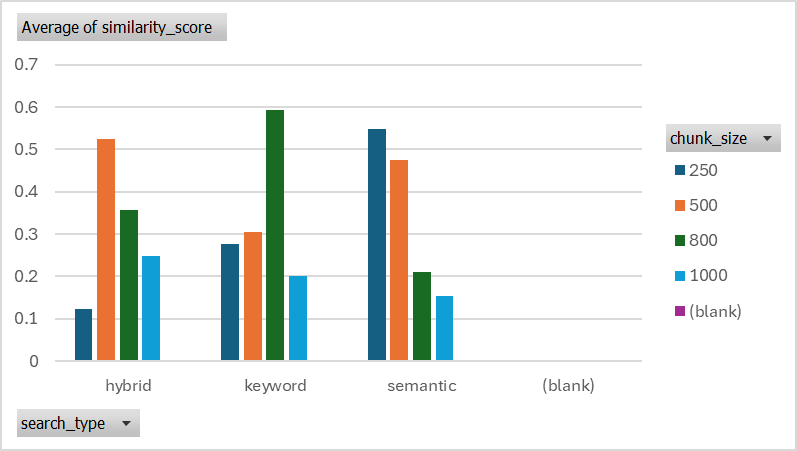 Average of similarity_score
0.7
0.6
0.5
0.4
0.3
0.2
0.1
0
hybrid
keyword
semantic
(blank)
chunk_size
250
500
800
1000
(blank)
search_type